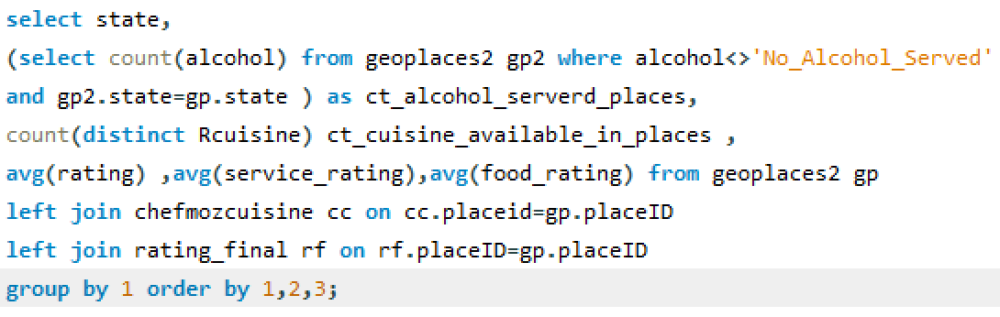 select state,
(select count(alcohol) from geoplaces2 gp2 where alcohol<>'No_Alcohol_Served'
and gp2.state=gp.state ) as ct_alcohol_serverd_places,
count(distinct Rcuisine) ct_cuisine_available_in_places ,
avg(rating) ,avg(service_rating),avg(food_rating) from geoplaces2 gp
left join chefmozcuisine cc on cc.placeid=gp.placeID
left join rating_final rf on rf.placeID=gp.placeID
group by 1 order by 1,2,3;